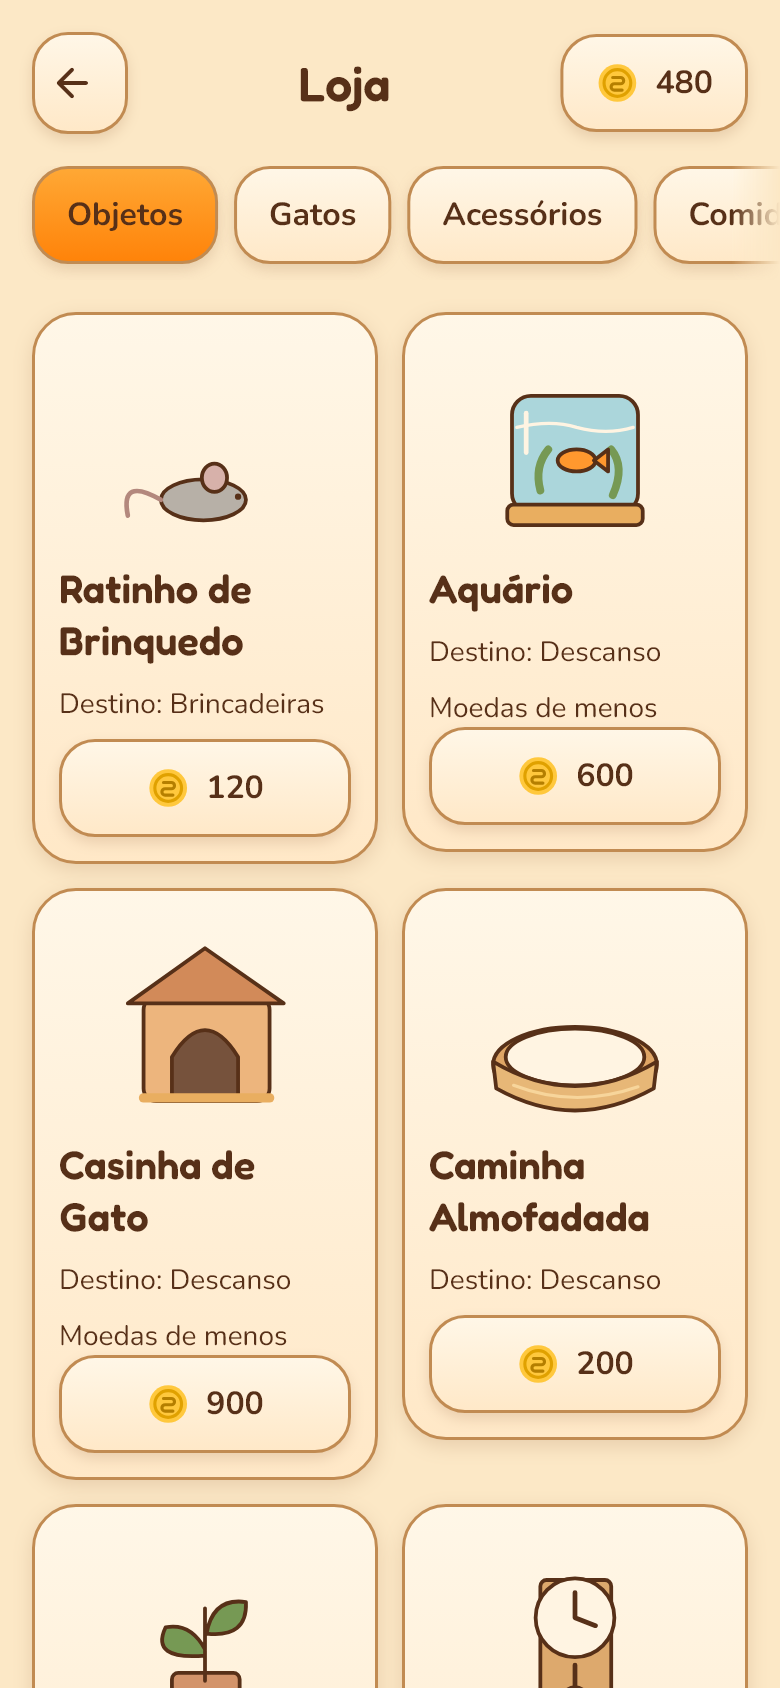 Loja
480
Objetos
Gatos
Acessórios
Ratinho de
Brinquedo
Destino: Brincadeiras
120
Aquário
Destino: Descanso
Moedas de menos
600
Casinha de
Gato
Destino: Descanso
Moedas de menos
900
Caminha
Almofadada
Destino: Descanso
200